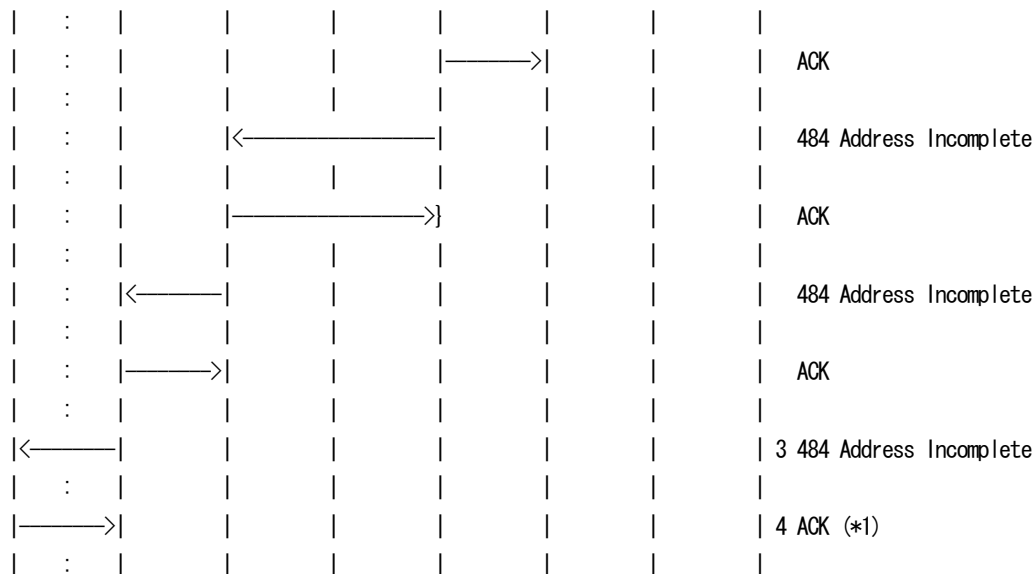 ACK
484 Address Incomplete
ACK
484 Address Incomplete
ACK
3 484 Address Incomplete
4 ACK (*1)